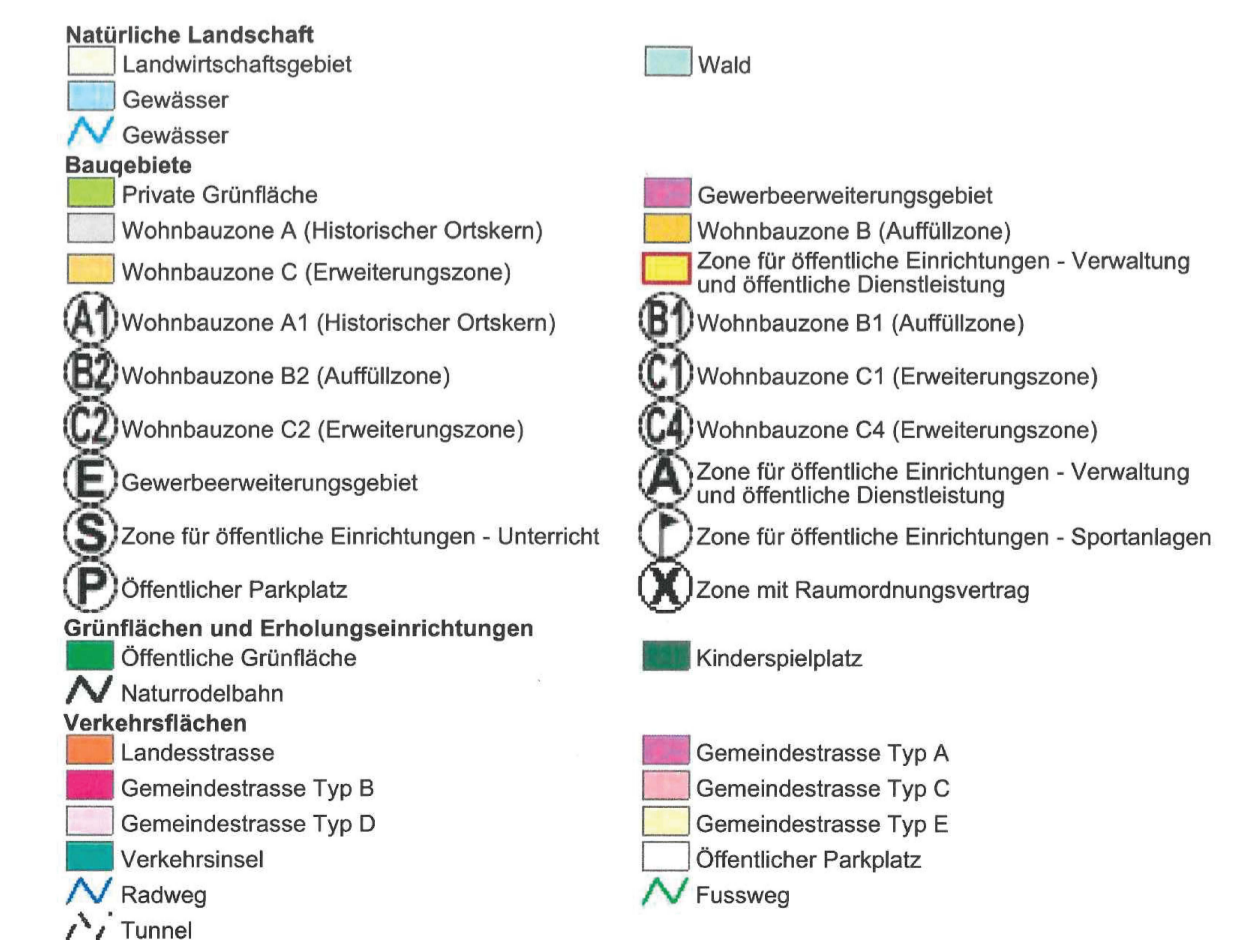 Natürliche Landschaft
Landwirtschaftsgebiet
Wald
Gewässer
Gewässer
Baugebiete
Private Grünfläche
Gewerbeerweiterungsgebiet
Wohnbauzone A (Historischer Ortskern)
Wohnbauzone B (Auffüllzone)
Wohnbauzone C (Erweiterungszone)
Zone für öffentliche Einrichtungen - Verwaltung
und öffentliche Dienstleistung
A1 Wohnbauzone A1 (Historischer Ortskern)
B1 Wohnbauzone B1 (Auffüllzone)
B2 Wohnbauzone B2 (Auffüllzone)
C1 Wohnbauzone C1 (Erweiterungszone)
C2 Wohnbauzone C2 (Erweiterungszone)
C4 Wohnbauzone C4 (Erweiterungszone)
E Gewerbeerweiterungsgebiet
A Zone für öffentliche Einrichtungen - Verwaltung
und öffentliche Dienstleistung
S Zone für öffentliche Einrichtungen - Unterricht
Zone für öffentliche Einrichtungen - Sportanlagen
P Öffentlicher Parkplatz
X Zone mit Raumordnungsvertrag
Grünflächen und Erholungseinrichtungen
Öffentliche Grünfläche
Kinderspielplatz
Naturrodelbahn
Verkehrsflächen
Landesstrasse
Gemeindestrasse Typ A
Gemeindestrasse Typ B
Gemeindestrasse Typ C
Gemeindestrasse Typ D
Gemeindestrasse Typ E
Verkehrsinsel
Öffentlicher Parkplatz
Radweg
Fussweg
Tunnel